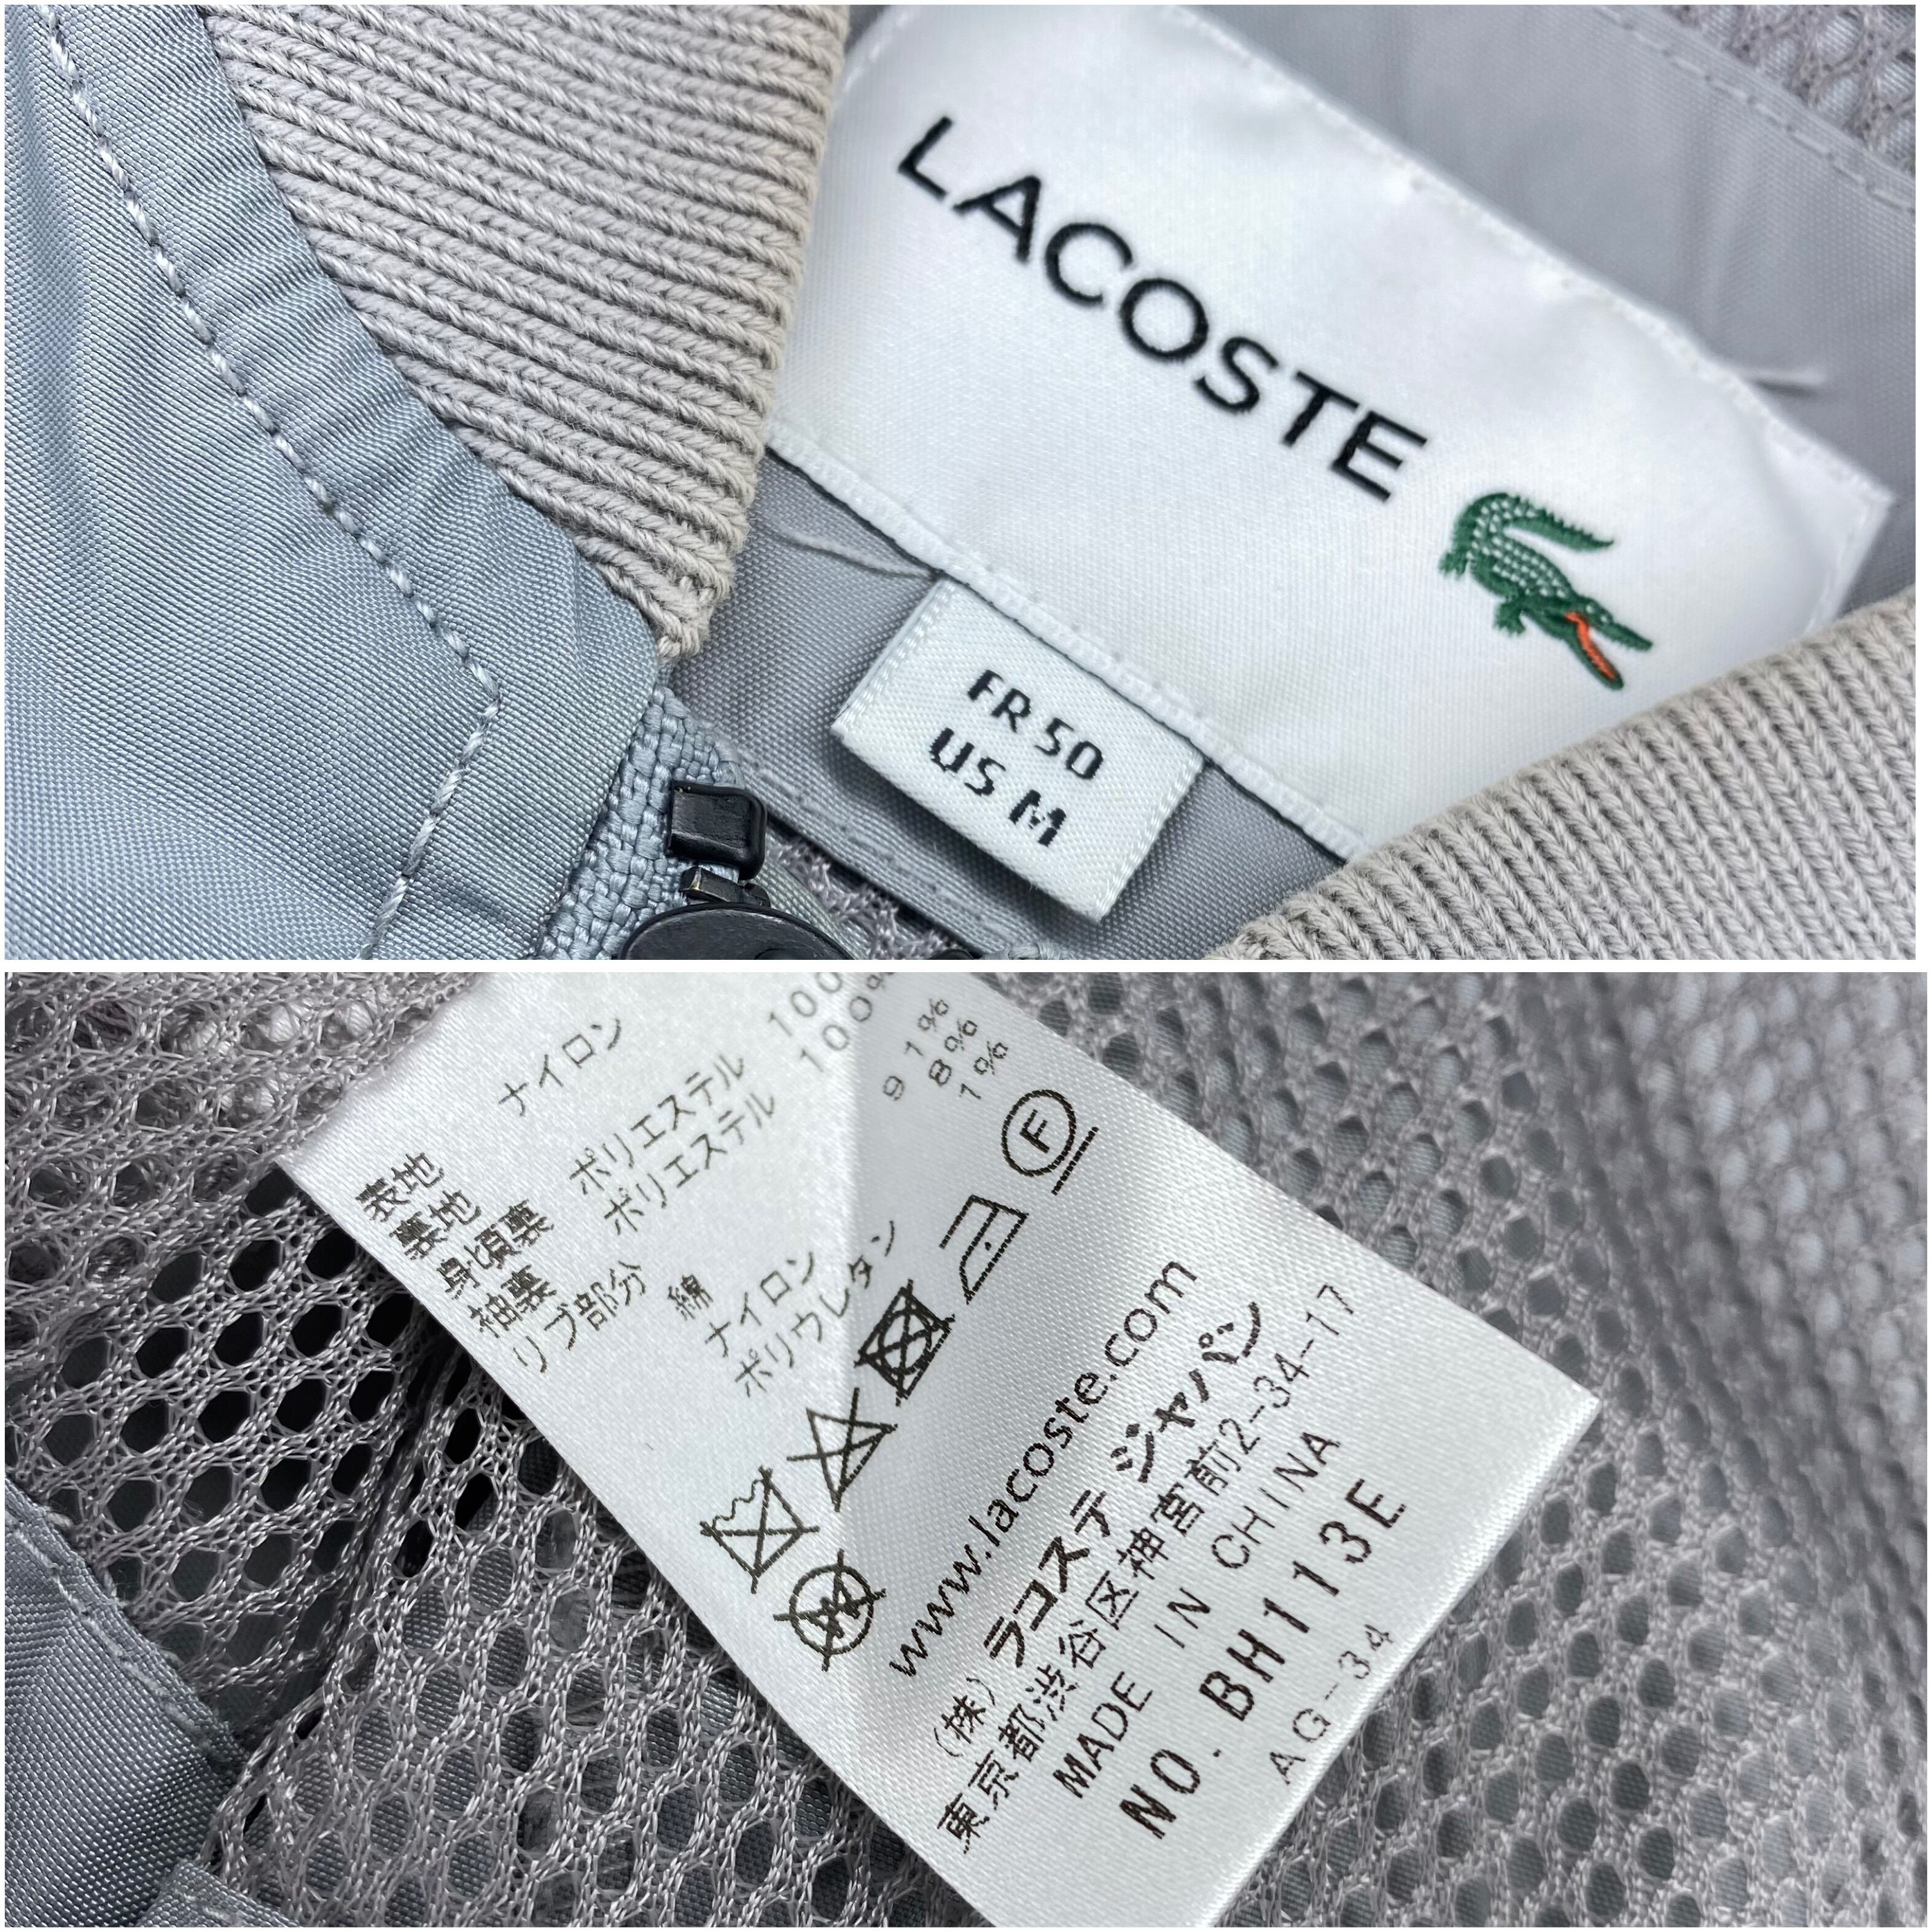 LACOSTE
FR 50
US M
表地 ナイロン
裏地
身頃裏 ポリエステル 100
袖裏 ポリエステル 100%
リブ部分 綿 91%
ナイロン 8%
ポリウレタン 1%
F
W
www.lacoste.com
(株) ラコステ ジャパン
東京都渋谷区神宮前2-34-17
MADE IN CHINA
NO. BH113E
AG-34